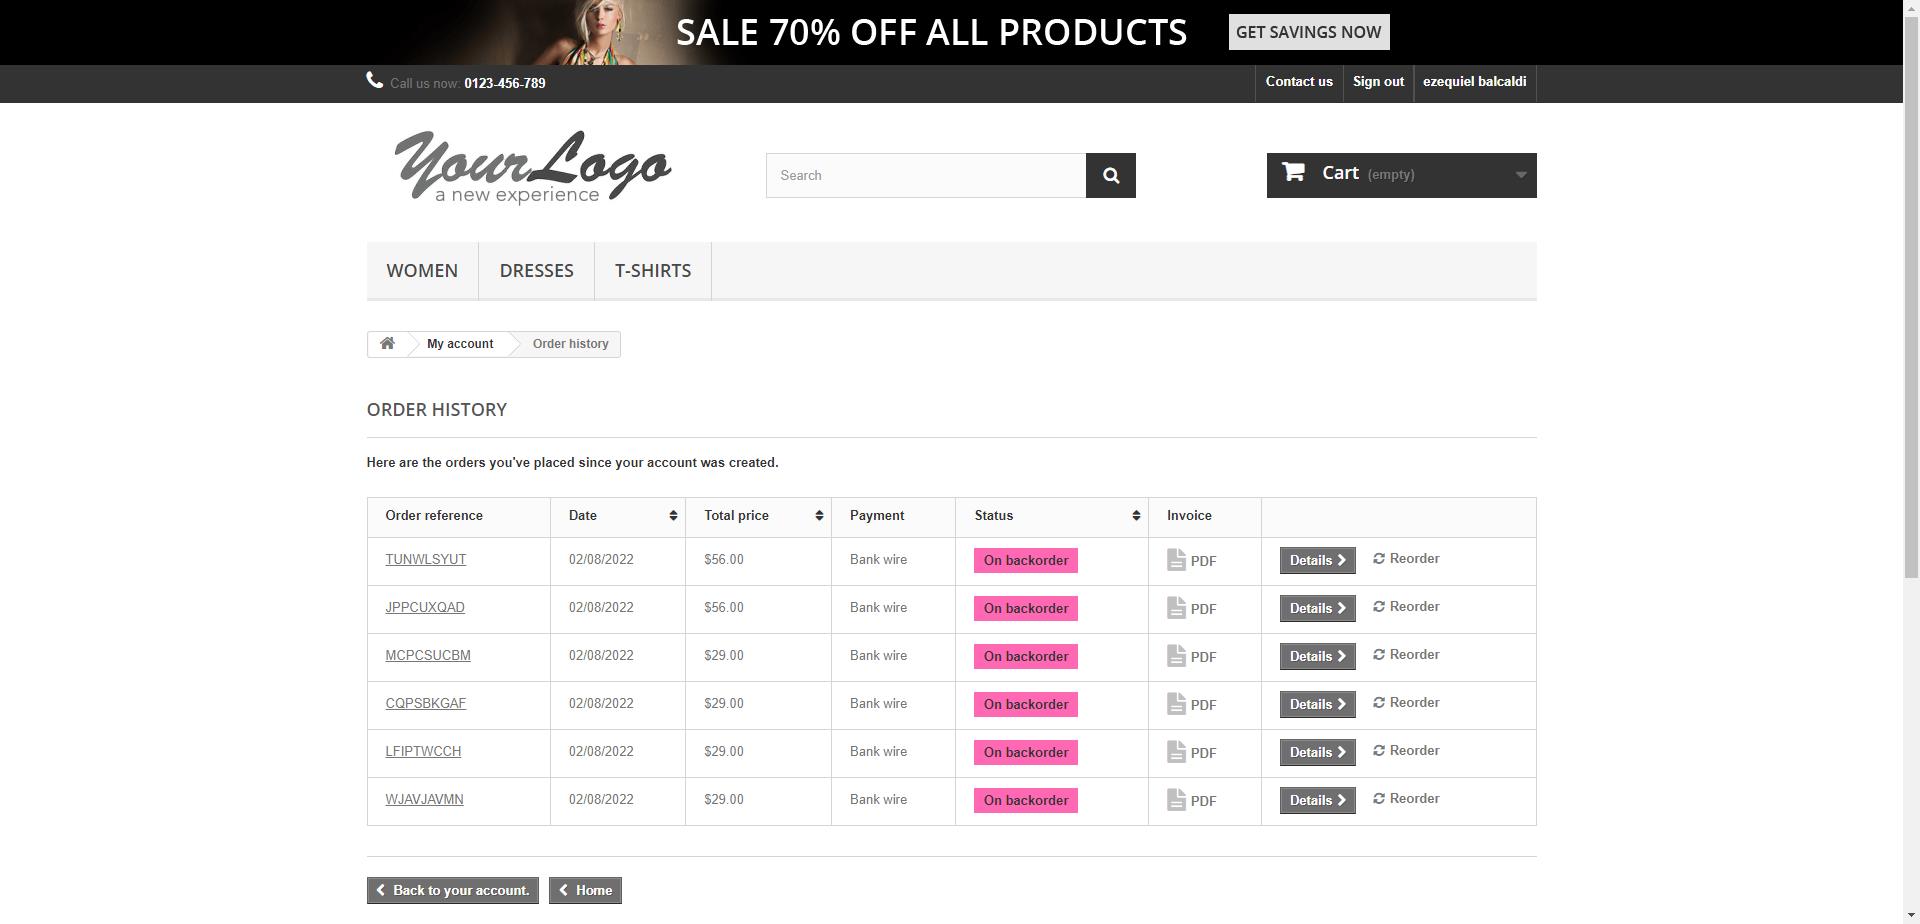 SALE 70% OFF ALL PRODUCTS GET SAVINGS NOW
Call us now: 0123-456-789 Contact us Sign out ezequiel balcaldi
YourLogo
a new experience
Search Cart (empty)
WOMEN DRESSES T-SHIRTS
My account Order history
ORDER HISTORY
Here are the orders you've placed since your account was created.
Order reference Date Total price Payment Status Invoice
TUNWLSYUT 02/08/2022 $56.00 Bank wire On backorder PDF Details Reorder
JPPCUXQAD 02/08/2022 $56.00 Bank wire On backorder PDF Details Reorder
MCPCSUCBM 02/08/2022 $29.00 Bank wire On backorder PDF Details Reorder
CQPSBKGAF 02/08/2022 $29.00 Bank wire On backorder PDF Details Reorder
LFIPTWCCH 02/08/2022 $29.00 Bank wire On backorder PDF Details Reorder
WJAVJAVMN 02/08/2022 $29.00 Bank wire On backorder PDF Details Reorder
Back to your account. Home